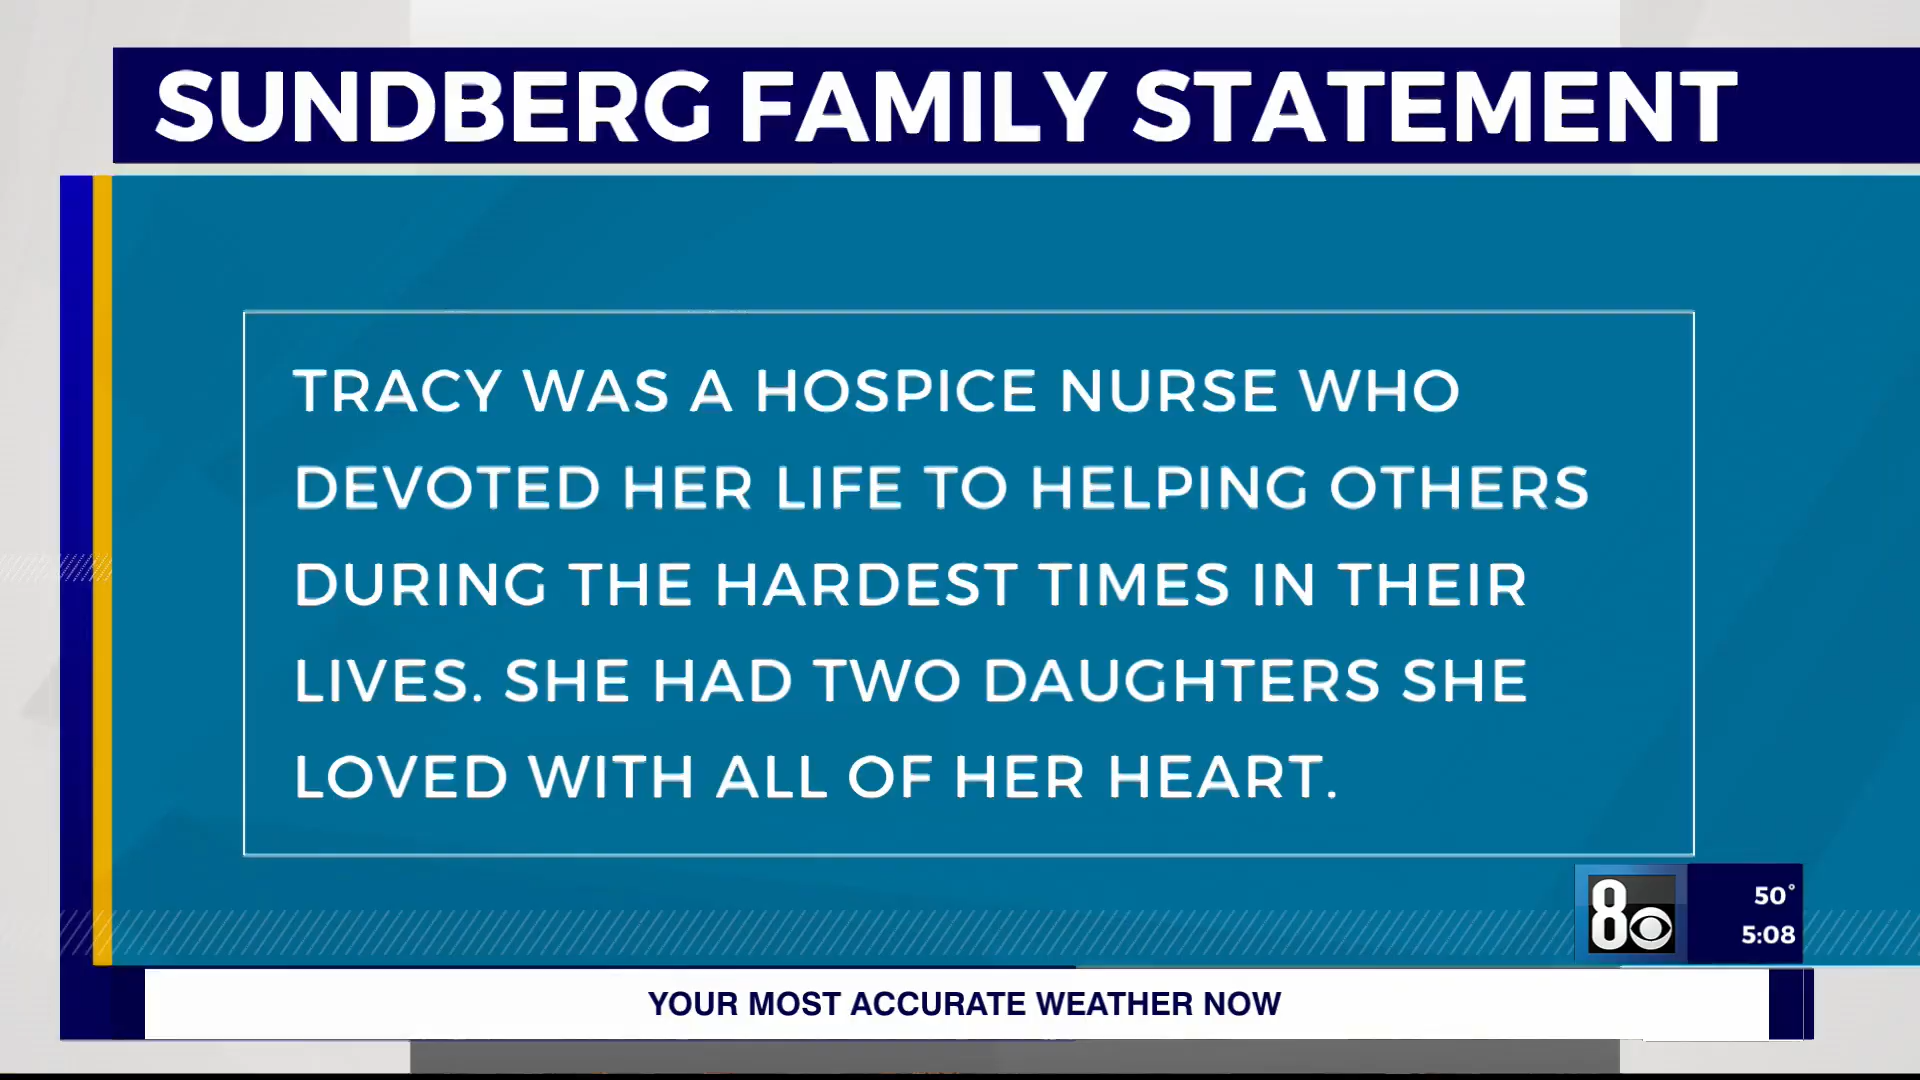 SUNDBERG FAMILY STATEMENT
TRACY WAS A HOSPICE NURSE WHO
DEVOTED HER LIFE TO HELPING OTHERS
DURING THE HARDEST TIMES IN THEIR
LIVES. SHE HAD TWO DAUGHTERS SHE
LOVED WITH ALL OF HER HEART.
8
50°
5:08
YOUR MOST ACCURATE WEATHER NOW